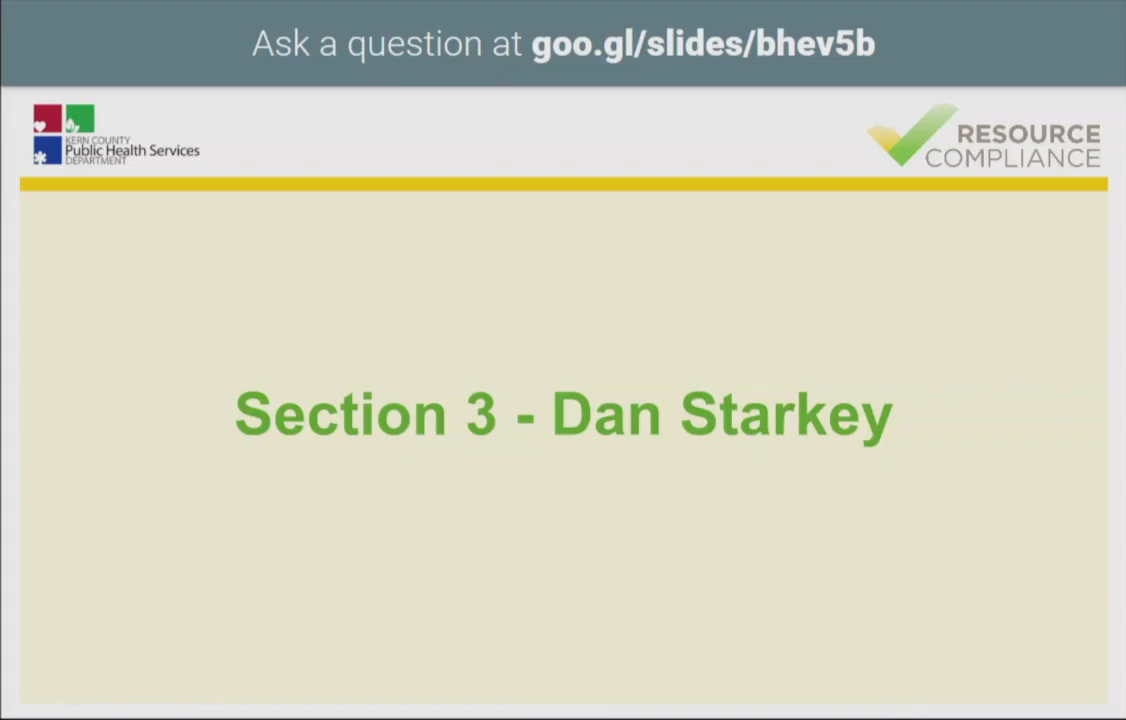 Ask a question at goo.gl/slides/bhev5b
KERN COUNTY
Public Health Services
DEPARTMENT
RESOURCE
COMPLIANCE
Section 3 - Dan Starkey